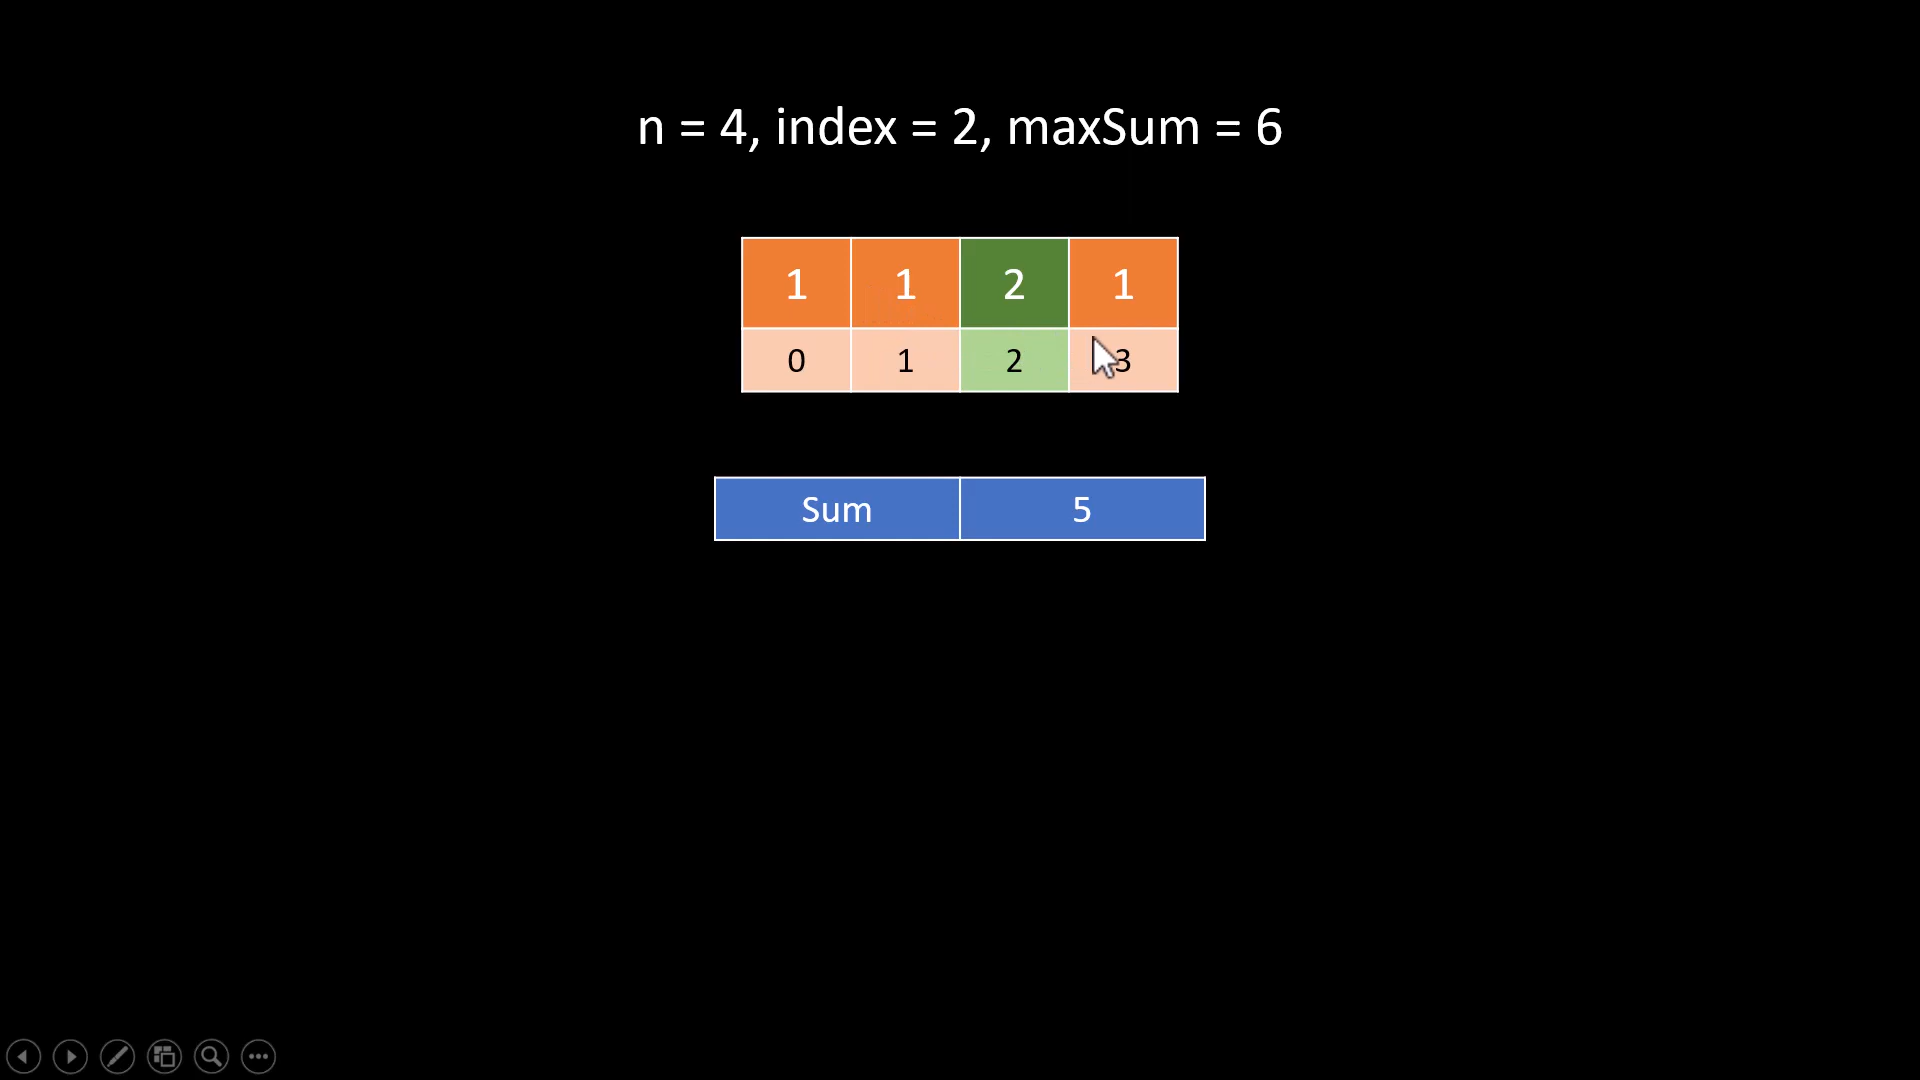 n = 4, index = 2, maxSum = 6
1 1 2 1
0 1 2 3
Sum 5